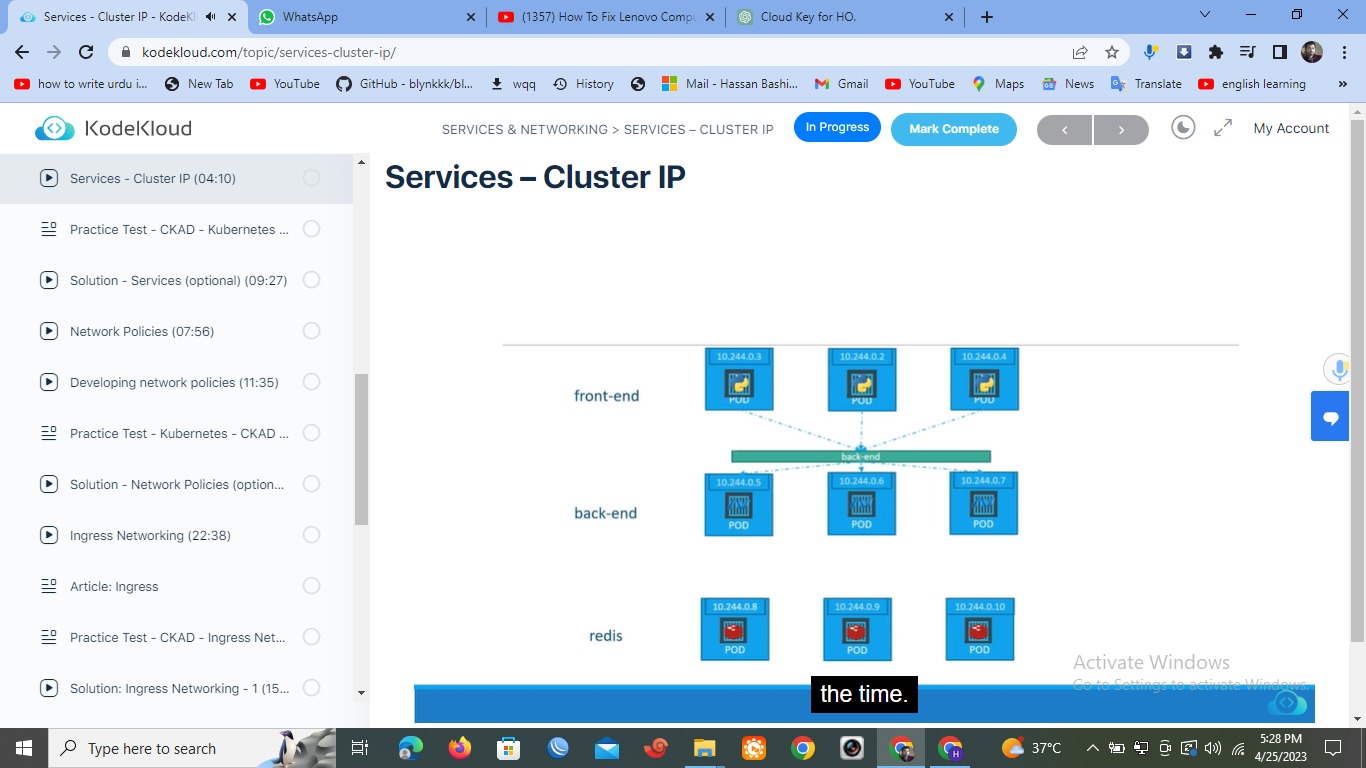 Services - Cluster IP - KodeKl
WhatsApp
(1357) How To Fix Lenovo Compu
Cloud Key for HO.
kodekloud.com/topic/services-cluster-ip/
how to write urdu i...
New Tab
YouTube
GitHub - blynkkk/bl...
wqq
History
Mail - Hassan Bashi...
Gmail
YouTube
Maps
News
Translate
english learning
»
KodeKloud
SERVICES & NETWORKING > SERVICES – CLUSTER IP
In Progress
Mark Complete
My Account
Services - Cluster IP (04:10)
Practice Test - CKAD - Kubernetes ...
Solution - Services (optional) (09:27)
Network Policies (07:56)
Developing network policies (11:35)
Practice Test - Kubernetes - CKAD ...
Solution - Network Policies (option...
Ingress Networking (22:38)
Article: Ingress
Practice Test - CKAD - Ingress Net...
Solution: Ingress Networking - 1 (15...
Services – Cluster IP
10.244.0.3
10.244.0.2
10.244.0.4
front-end
POD
POD
POD
back-end
10.244.0.5
10.244.0.6
10.244.0.7
back-end
POD
POD
POD
10.244.0.8
10.244.0.9
10.244.0.10
redis
POD
POD
POD
the time.
Activate Windows
Go to Settings to activate Windows.
Type here to search
H
37°C
5:28 PM
4/25/2023